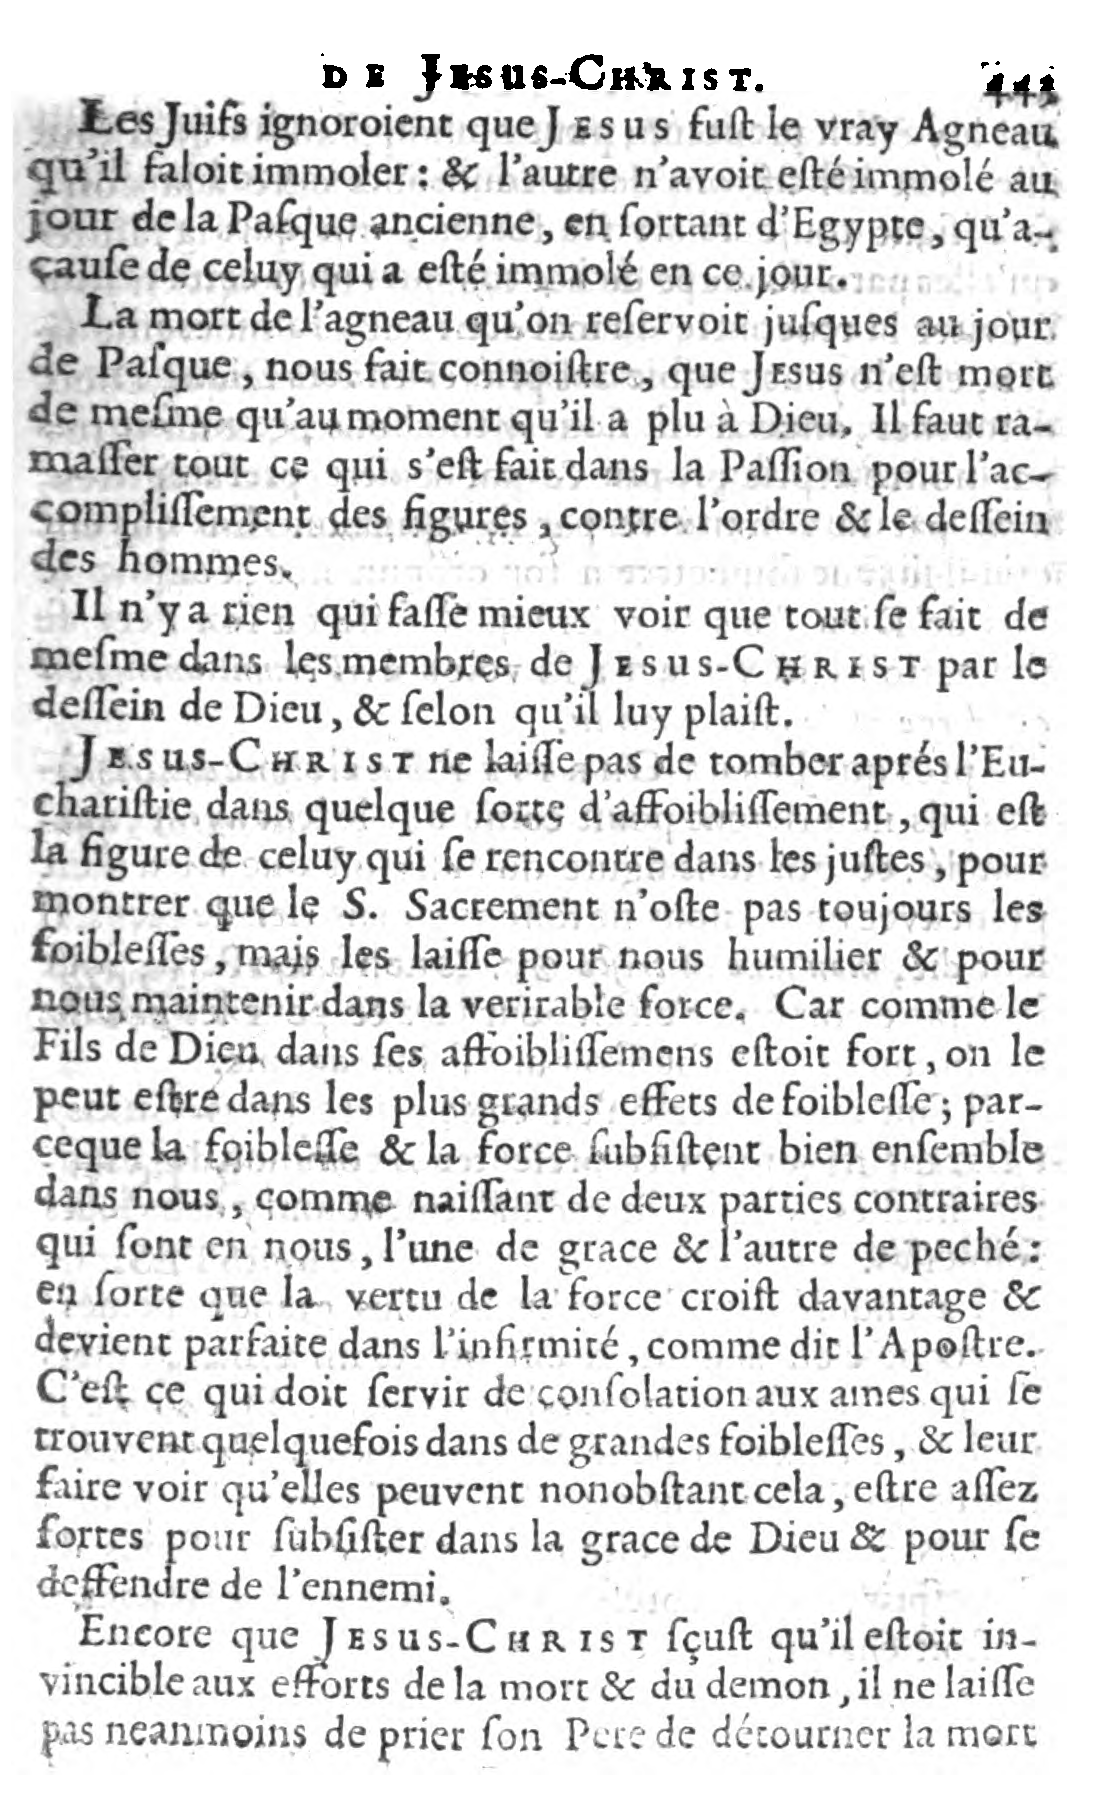 DE JESUS-CHRIST.
Les Juifs ignoroient que JESUS fuſt le vray Agneau
qu'il faloit immoler: & l'autre n'avoit eſté immolé au
jour de la Paſque ancienne, en ſortant d'Egypte, qu'a-
cauſe de celuy qui a eſté immolé en ce jour.
La mort de l'agneau qu'on reſervoit juſques au jour
de Paſque, nous fait connoiſtre, que JESUS n'eſt mort
de meſme qu'au moment qu'il a plu à Dieu. Il faut ra-
maſſer tout ce qui s'eſt fait dans la Paſſion pour l'ac-
compliſſement des figures, contre l'ordre & le deſſein
des hommes.
Il n'y a rien qui faſſe mieux voir que tout ſe fait de
meſme dans les membres de JESUS-CHRIST par le
deſſein de Dieu, & ſelon qu'il luy plaiſt.
JESUS-CHRIST ne laiſſe pas de tomber aprés l'Eu-
chariſtie dans quelque ſorte d'affoibliſſement, qui eſt
la figure de celuy qui ſe rencontre dans les juſtes, pour
montrer que le S. Sacrement n'oſte pas toujours les
foibleſſes, mais les laiſſe pour nous humilier & pour
nous maintenir dans la verirable force. Car comme le
Fils de Dieu dans ſes affoibliſſemens eſtoit fort, on le
peut eſtre dans les plus grands effets de foibleſſe; par-
ceque la foibleſſe & la force ſubſiſtent bien enſemble
dans nous, comme naiſſant de deux parties contraires
qui ſont en nous, l'une de grace & l'autre de peché:
en ſorte que la vertu de la force croiſt davantage &
devient parfaite dans l'infirmité, comme dit l'Apoſtre.
C'eſt ce qui doit ſervir de conſolation aux ames qui ſe
trouvent quelquefois dans de grandes foibleſſes, & leur
faire voir qu'elles peuvent nonobſtant cela, eſtre aſſez
fortes pour ſubſiſter dans la grace de Dieu & pour ſe
deffendre de l'ennemi.
Encore que JESUS-CHRIST ſçuſt qu'il eſtoit in-
vincible aux efforts de la mort & du demon, il ne laiſſe
pas neanmoins de prier ſon Pere de détourner la mort